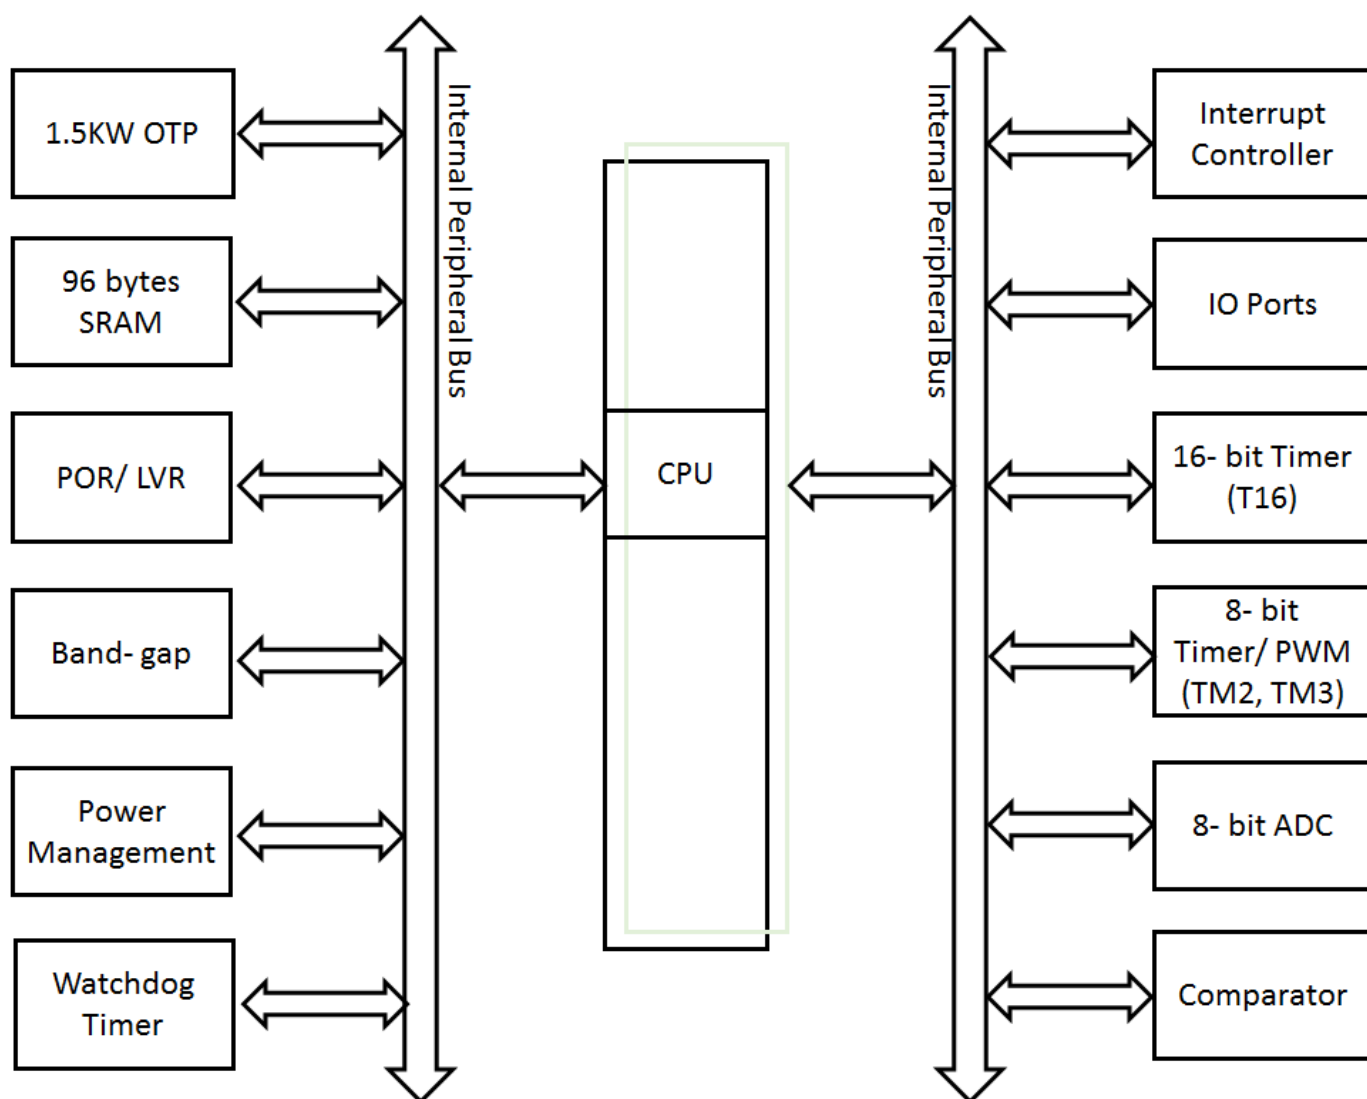 1.5KW OTP
96 bytes
SRAM
POR/ LVR
Band- gap
Power
Management
Watchdog
Timer
Internal Peripheral Bus
CPU
Internal Peripheral Bus
Interrupt
Controller
IO Ports
16- bit Timer
(T16)
8- bit
Timer/ PWM
(TM2, TM3)
8- bit ADC
Comparator